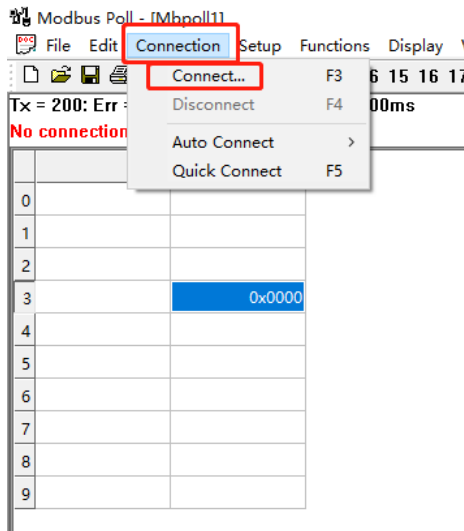 Modbus Poll - [Mbpoll1]
File Edit Connection Setup Functions Display
Connect... F3 6 15 16 17
Tx = 200: Err = Disconnect F4 00ms
No connection
Auto Connect >
Quick Connect F5
0
1
2
3 0x0000
4
5
6
7
8
9